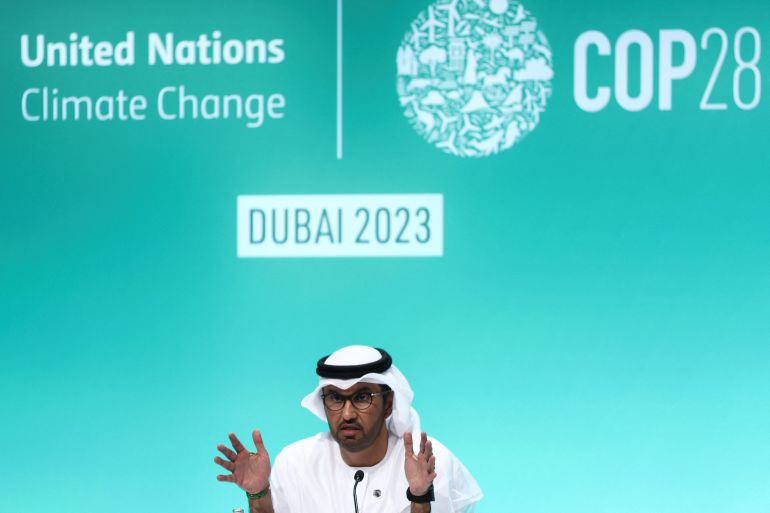 United Nations
Climate Change
COP28
DUBAI 2023